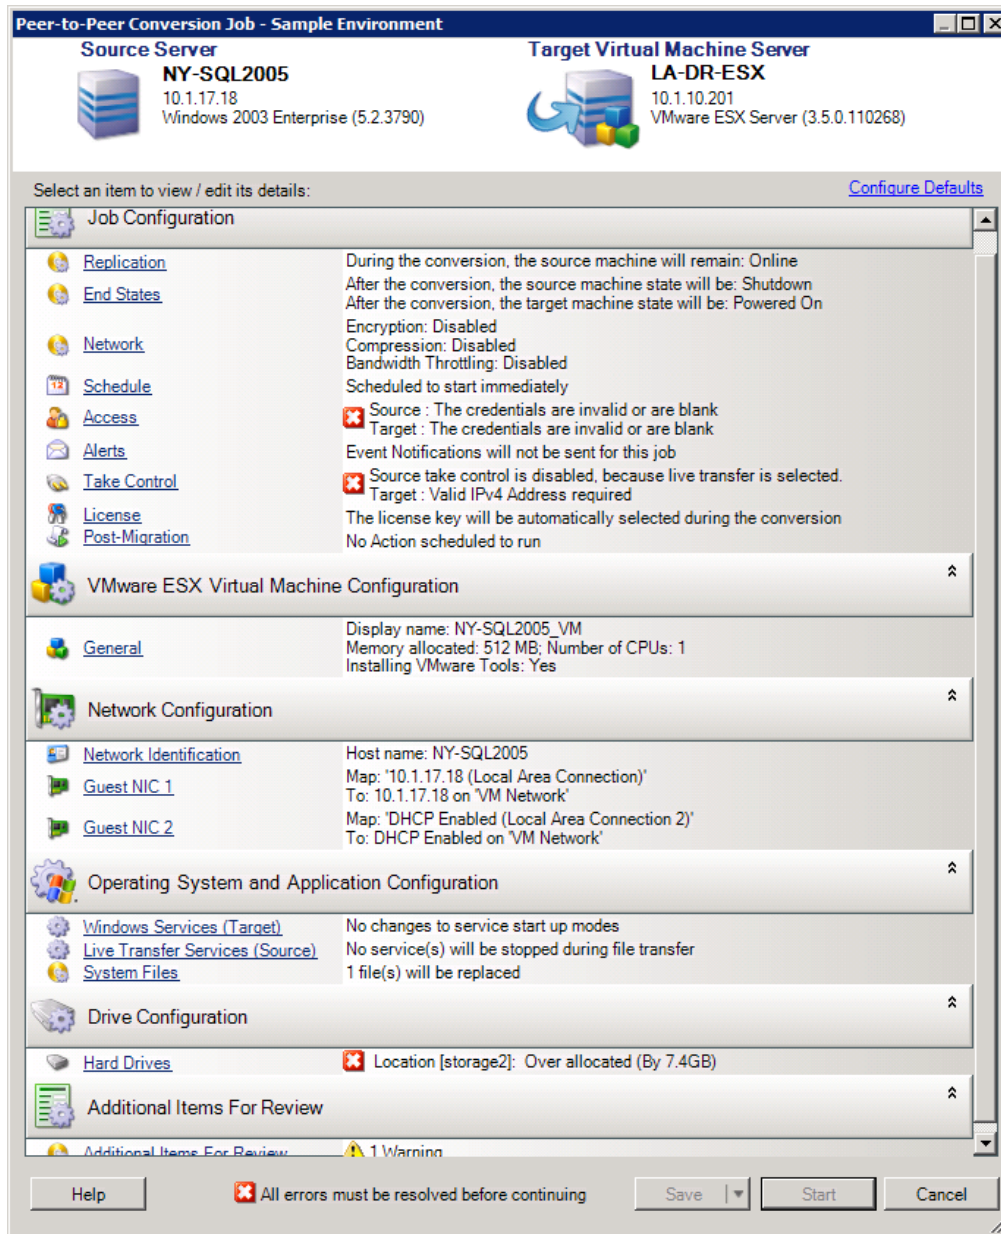 Peer-to-Peer Conversion Job - Sample Environment
Source Server
NY-SQL2005
10.1.17.18
Windows 2003 Enterprise (5.2.3790)
Target Virtual Machine Server
LA-DR-ESX
10.1.10.201
VMware ESX Server (3.5.0.110268)
Select an item to view / edit its details:
Configure Defaults
Job Configuration
Replication
During the conversion, the source machine will remain: Online
End States
After the conversion, the source machine state will be: Shutdown
After the conversion, the target machine state will be: Powered On
Network
Encryption: Disabled
Compression: Disabled
Bandwidth Throttling: Disabled
12
Schedule
Scheduled to start immediately
Access
Source : The credentials are invalid or are blank
Target : The credentials are invalid or are blank
Alerts
Event Notifications will not be sent for this job
Take Control
Source take control is disabled, because live transfer is selected.
Target : Valid IPv4 Address required
License
The license key will be automatically selected during the conversion
Post-Migration
No Action scheduled to run
VMware ESX Virtual Machine Configuration
General
Display name: NY-SQL2005_VM
Memory allocated: 512 MB; Number of CPUs: 1
Installing VMware Tools: Yes
Network Configuration
Network Identification
Host name: NY-SQL2005
Guest NIC 1
Map: '10.1.17.18 (Local Area Connection)'
To: 10.1.17.18 on 'VM Network'
Guest NIC 2
Map: 'DHCP Enabled (Local Area Connection 2)'
To: DHCP Enabled on 'VM Network'
Operating System and Application Configuration
Windows Services (Target)
No changes to service start up modes
Live Transfer Services (Source)
No service(s) will be stopped during file transfer
System Files
1 file(s) will be replaced
Drive Configuration
Hard Drives
Location [storage2]: Over allocated (By 7.4GB)
Additional Items For Review
Additional Items For Review
1 Warning
Help
All errors must be resolved before continuing
Save
Start
Cancel